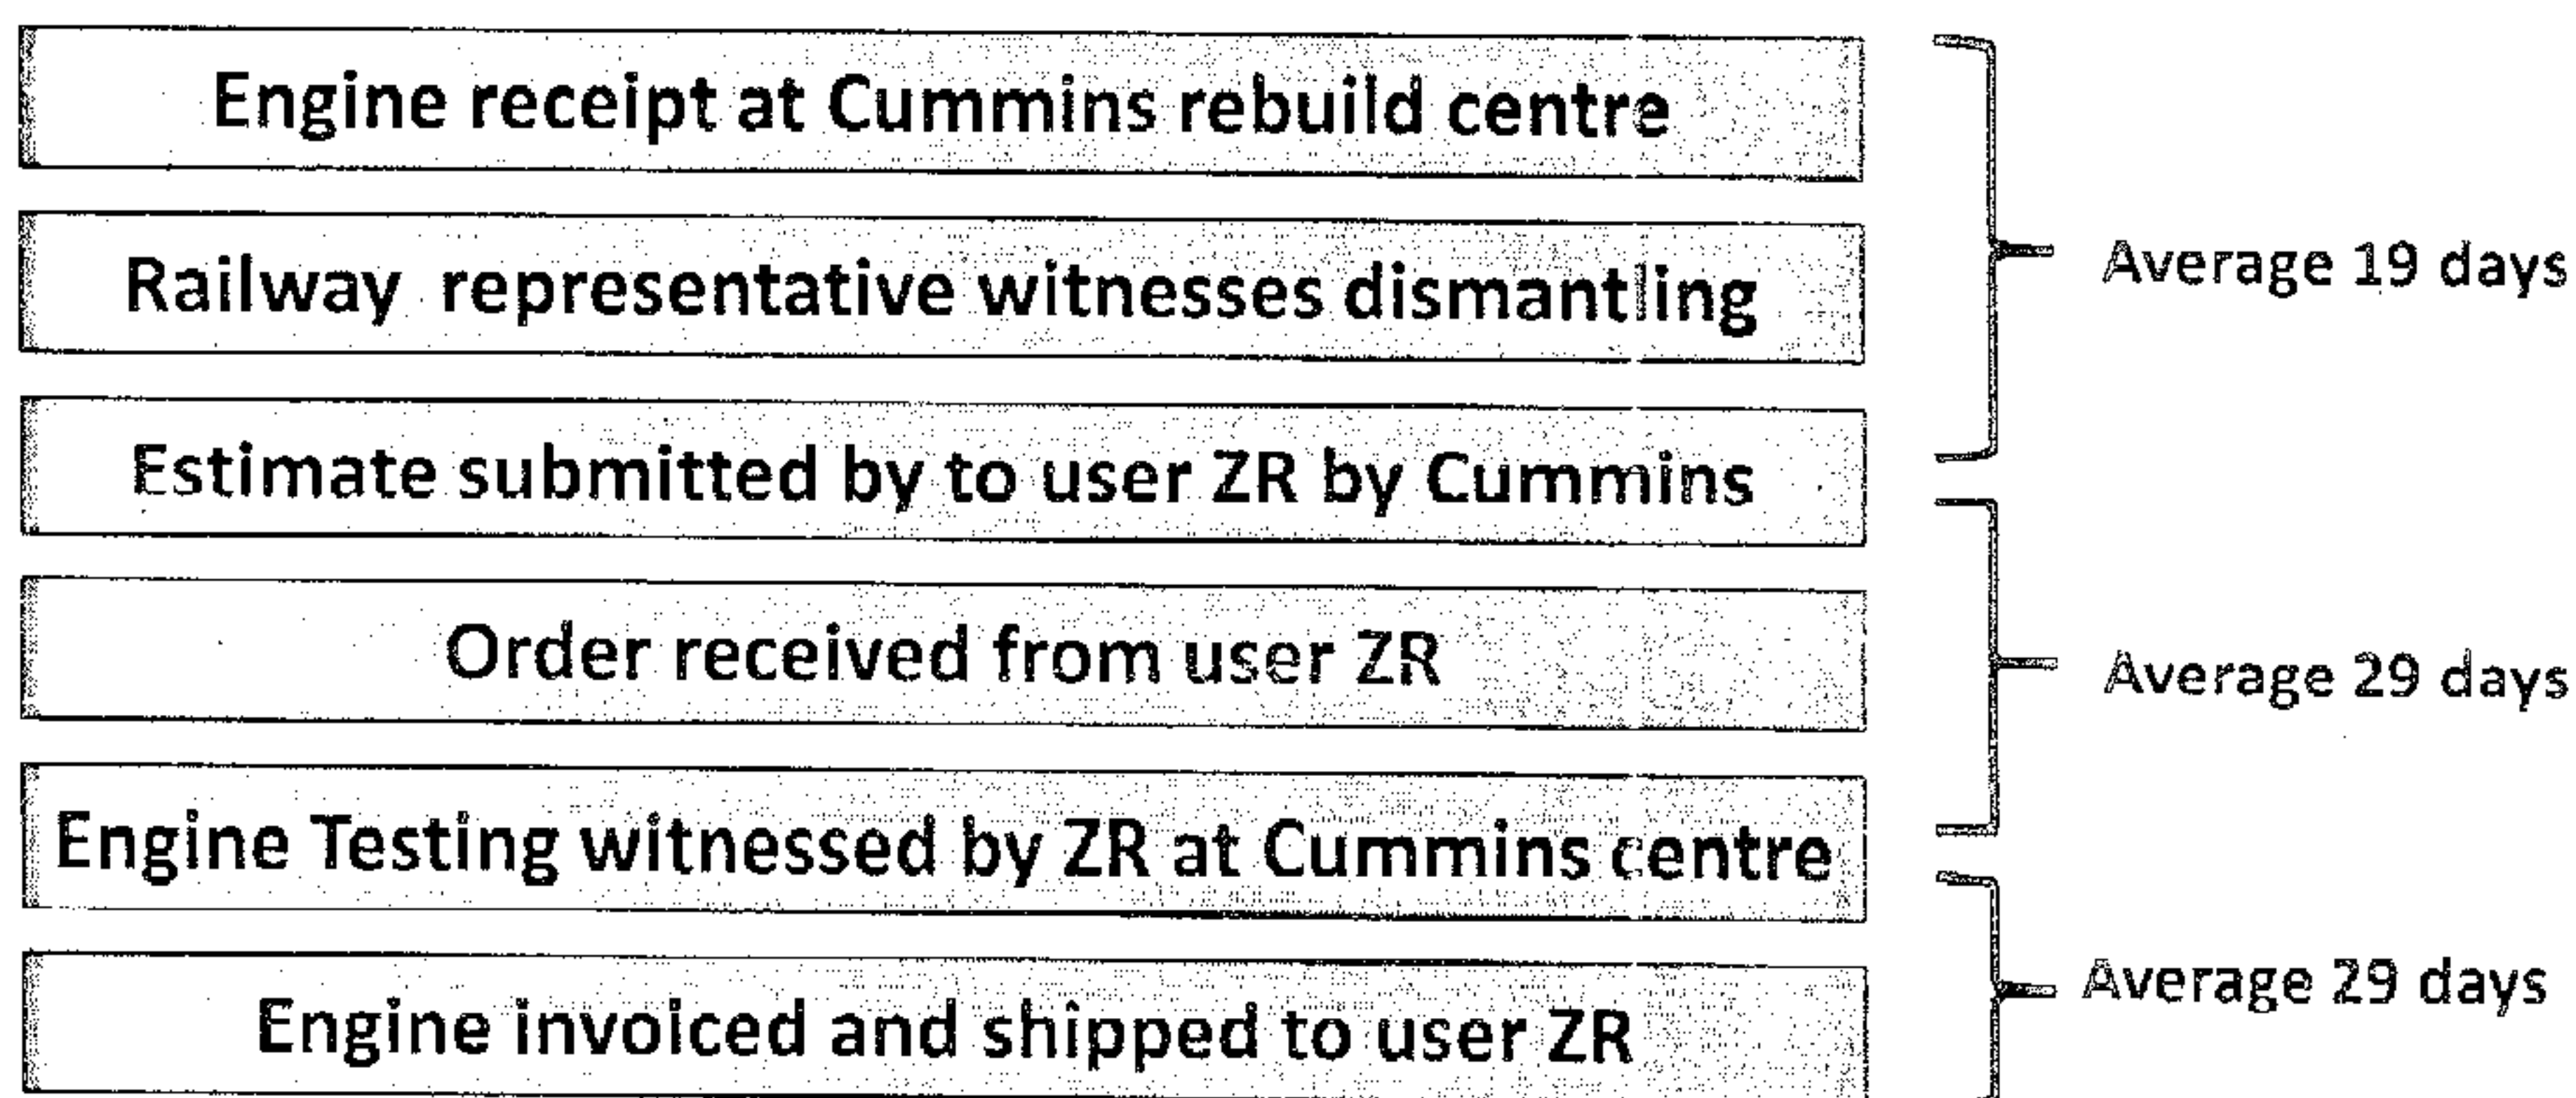 Engine receipt at Cummins rebuild centre
Railway representative witnesses dismantling
Average 19 days
Estimate submitted by to user ZR by Cummins
Order received from user ZR
Average 29 days
Engine Testing witnessed by ZR at Cummins centre
Average 29 days
Engine invoiced and shipped to user ZR